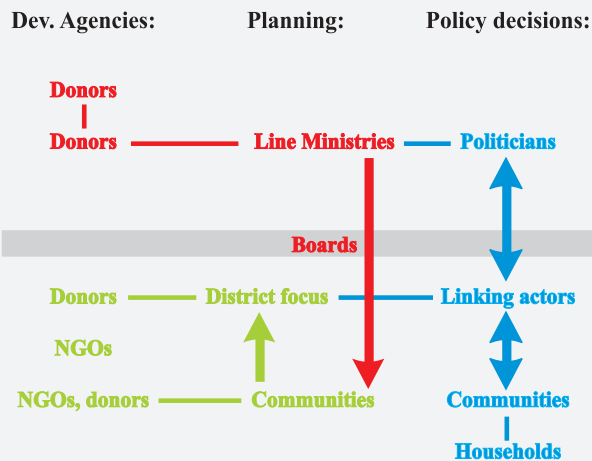 Dev. Agencies: Planning: Policy decisions:
Donors
Donors Line Ministries Politicians
Boards
Donors District focus Linking actors
NGOs
NGOs, donors Communities Communities
Households